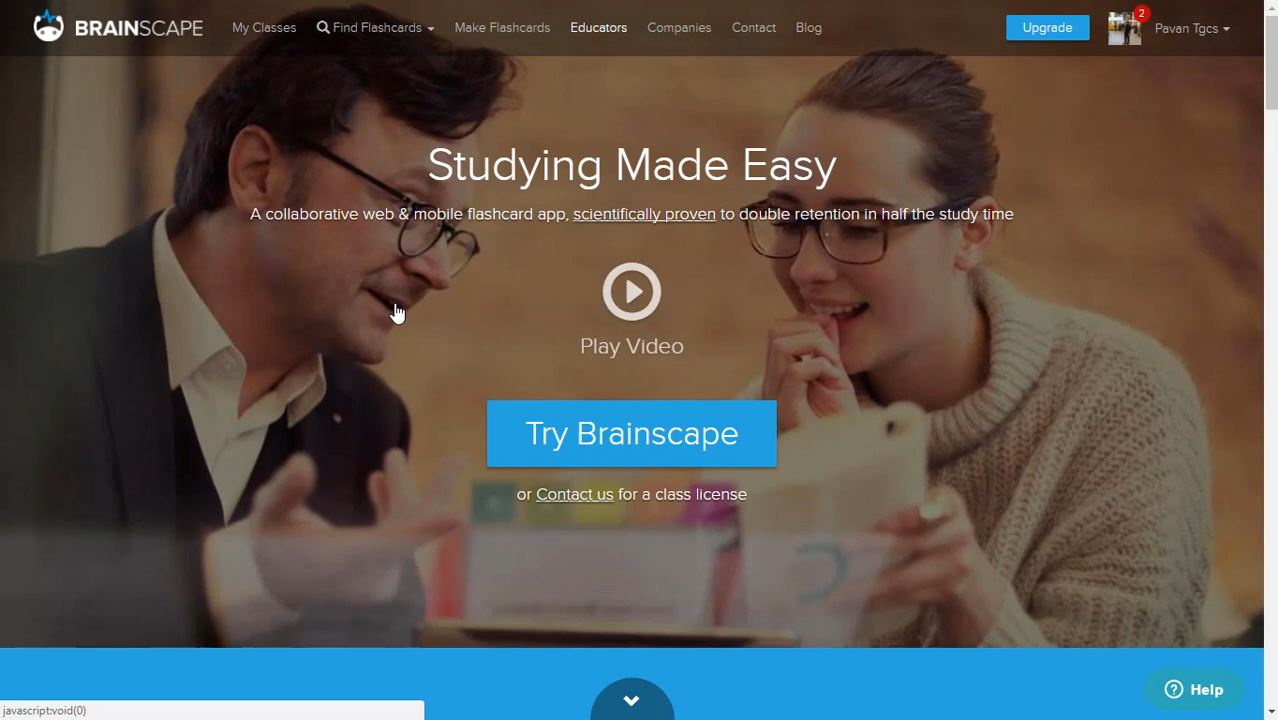 BRAINSCAPE My Classes Find Flashcards Make Flashcards Educators Companies Contact Blog Upgrade 2 Pavan Tgcs
Studying Made Easy
A collaborative web & mobile flashcard app, scientifically proven to double retention in half the study time
Play Video
Try Brainscape
or Contact us for a class license
Help
javascript:void(0)